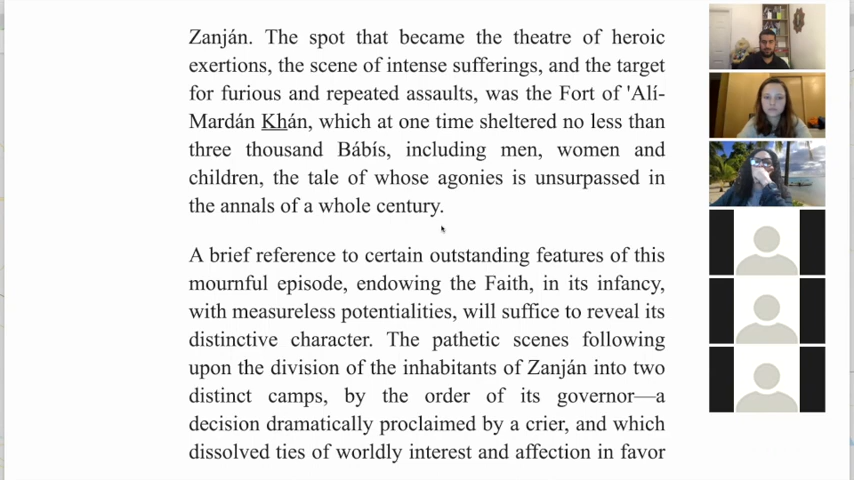 Zanján. The spot that became the theatre of heroic
exertions, the scene of intense sufferings, and the target
for furious and repeated assaults, was the Fort of 'Alí-
Mardán Khán, which at one time sheltered no less than
three thousand Bábís, including men, women and
children, the tale of whose agonies is unsurpassed in
the annals of a whole century.
A brief reference to certain outstanding features of this
mournful episode, endowing the Faith, in its infancy,
with measureless potentialities, will suffice to reveal its
distinctive character. The pathetic scenes following
upon the division of the inhabitants of Zanján into two
distinct camps, by the order of its governor—a
decision dramatically proclaimed by a crier, and which
dissolved ties of worldly interest and affection in favor